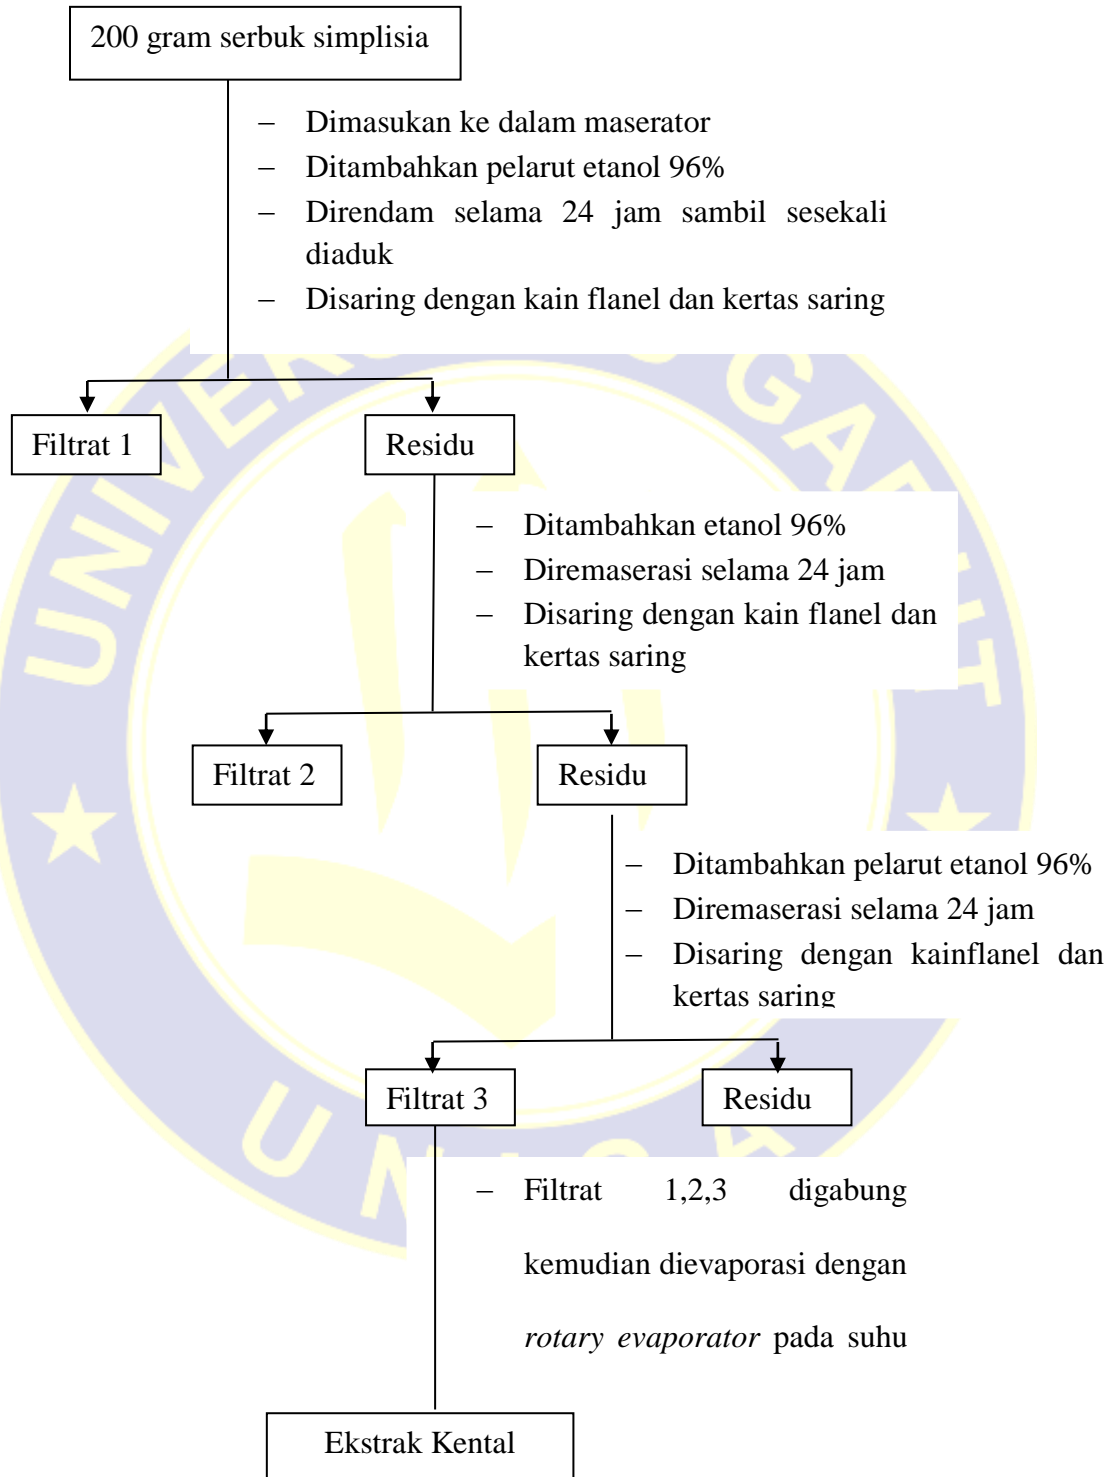 200 gram serbuk simplisia
– Dimasukan ke dalam maserator
– Ditambahkan pelarut etanol 96%
– Direndam selama 24 jam sambil sesekali
diaduk
– Disaring dengan kain flanel dan kertas saring
Filtrat 1
Residu
– Ditambahkan etanol 96%
– Diremaserasi selama 24 jam
– Disaring dengan kain flanel dan
kertas saring
Filtrat 2
Residu
– Ditambahkan pelarut etanol 96%
– Diremaserasi selama 24 jam
– Disaring dengan kainflanel dan
kertas saring
Filtrat 3
Residu
– Filtrat 1,2,3 digabung
kemudian dievaporasi dengan
rotary evaporator pada suhu
Ekstrak Kental